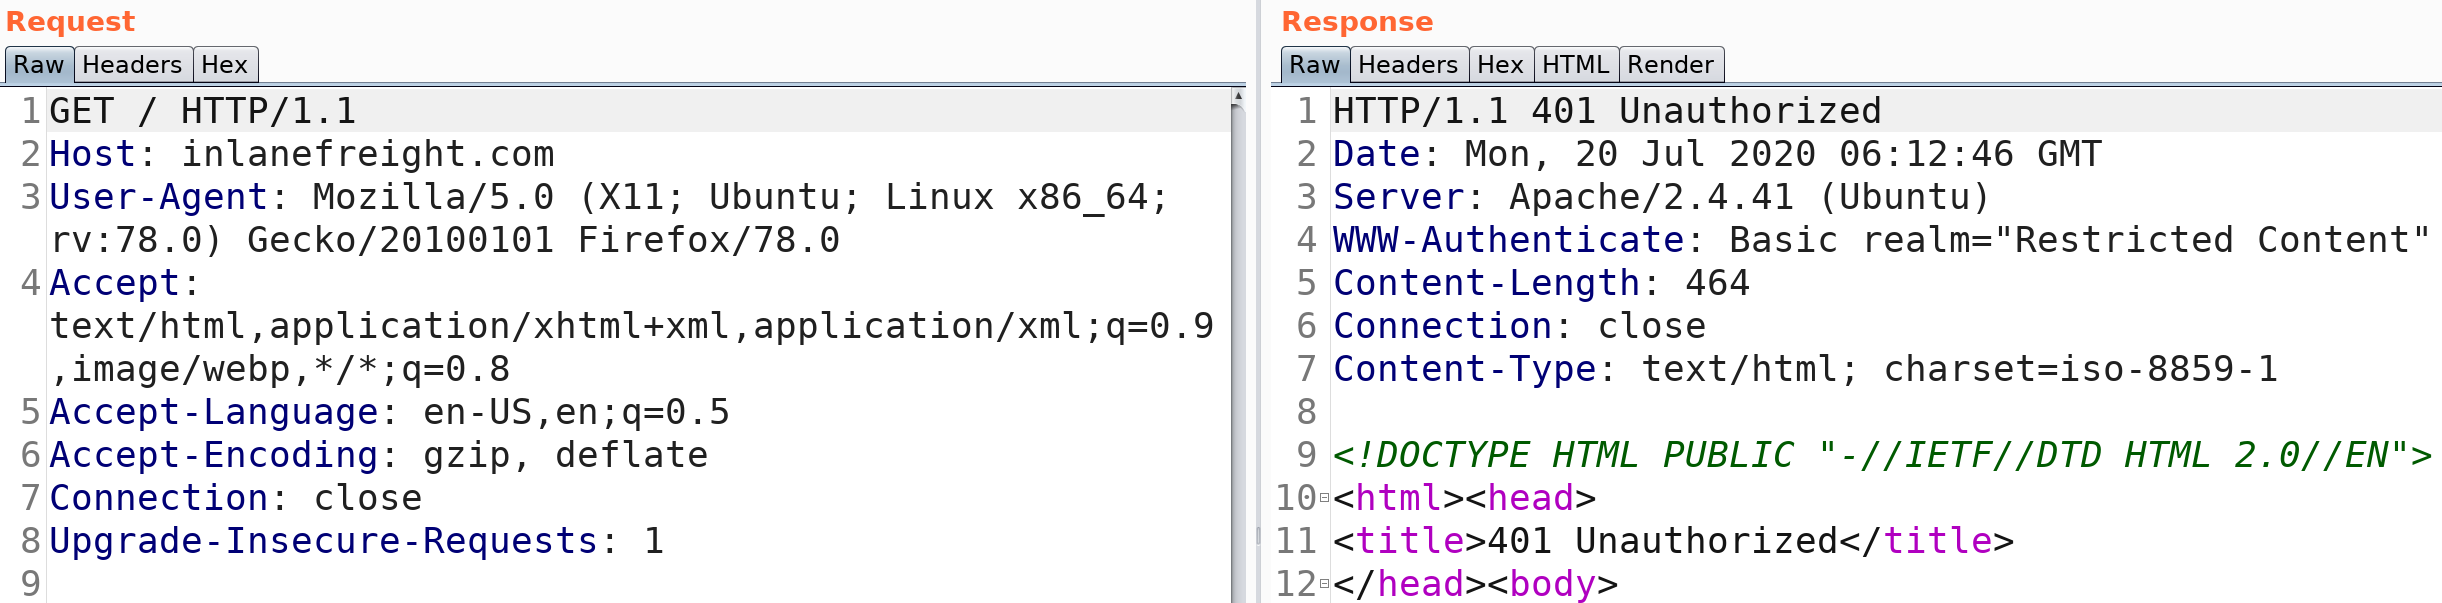 Request
Raw Headers Hex
1 GET / HTTP/1.1
2 Host: inlanefreight.com
3 User-Agent: Mozilla/5.0 (X11; Ubuntu; Linux x86_64;
rv:78.0) Gecko/20100101 Firefox/78.0
4 Accept:
text/html,application/xhtml+xml,application/xml;q=0.9
,image/webp,*/*;q=0.8
5 Accept-Language: en-US,en;q=0.5
6 Accept-Encoding: gzip, deflate
7 Connection: close
8 Upgrade-Insecure-Requests: 1
9
Response
Raw Headers Hex HTML Render
1 HTTP/1.1 401 Unauthorized
2 Date: Mon, 20 Jul 2020 06:12:46 GMT
3 Server: Apache/2.4.41 (Ubuntu)
4 WWW-Authenticate: Basic realm="Restricted Content"
5 Content-Length: 464
6 Connection: close
7 Content-Type: text/html; charset=iso-8859-1
8
9 <!DOCTYPE HTML PUBLIC "-//IETF//DTD HTML 2.0//EN">
10 <html><head>
11 <title>401 Unauthorized</title>
12 </head><body>